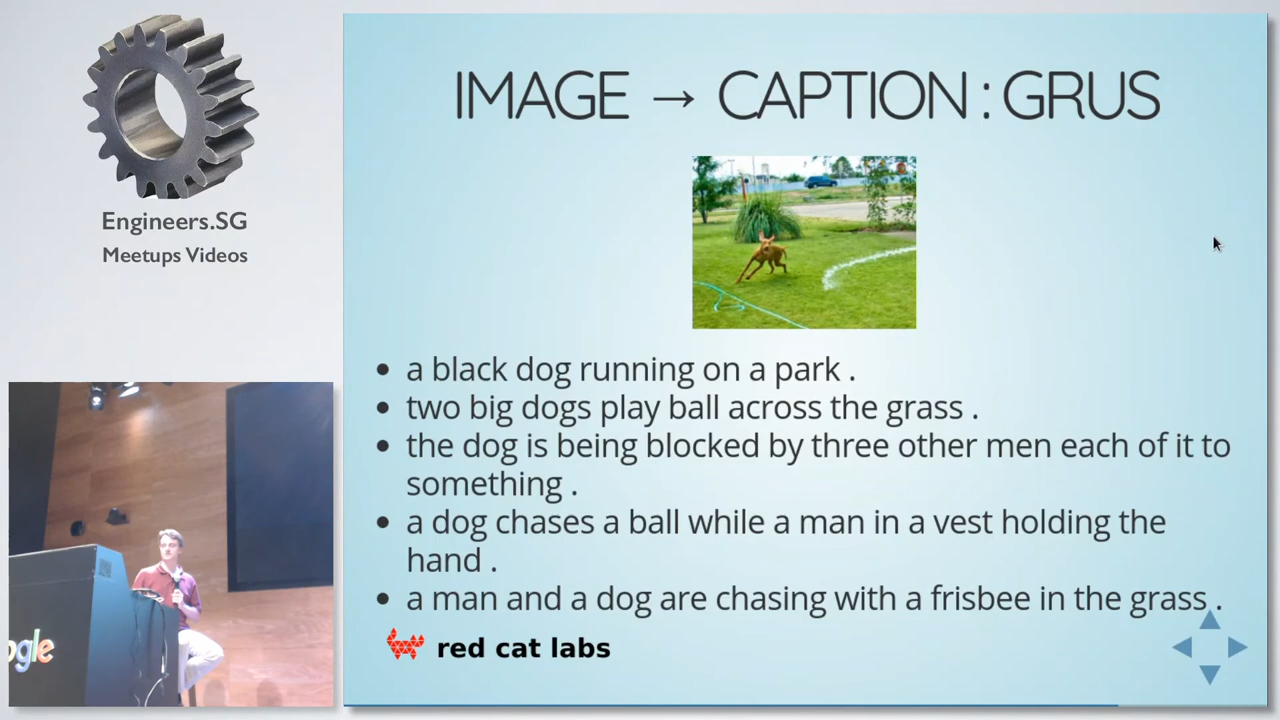 Engineers.SG
Meetups Videos
IMAGE → CAPTION : GRUS
• a black dog running on a park .
• two big dogs play ball across the grass .
• the dog is being blocked by three other men each of it to
something .
• a dog chases a ball while a man in a vest holding the
hand .
• a man and a dog are chasing with a frisbee in the grass .
red cat labs
ogle